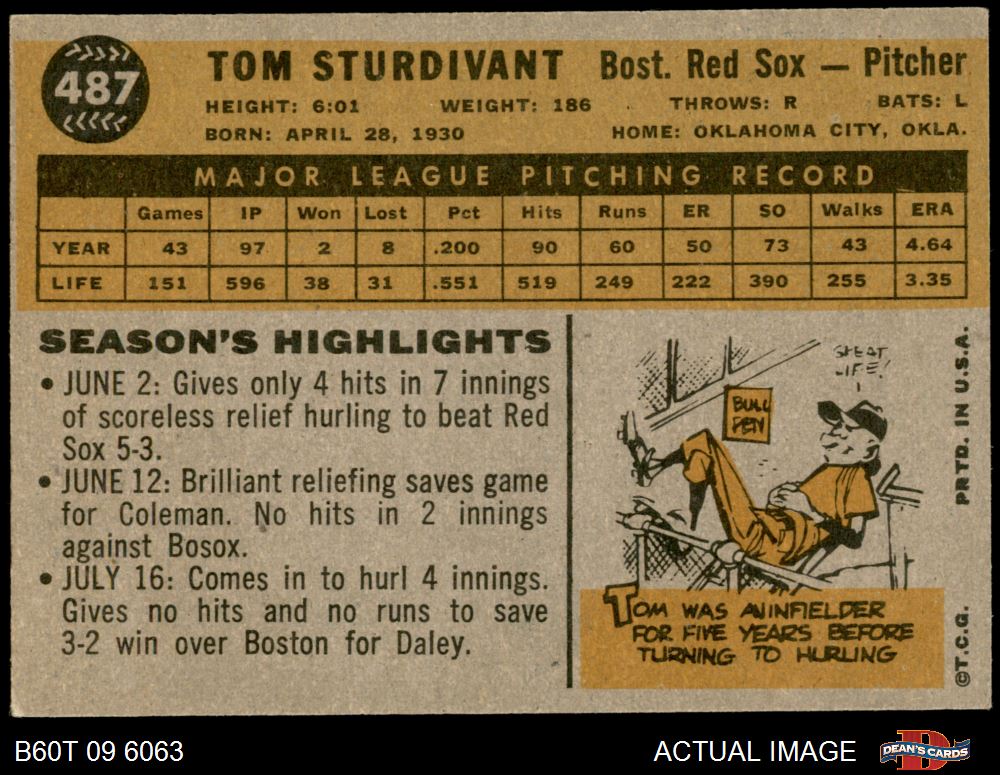 487
TOM STURDIVANT Bost. Red Sox — Pitcher
HEIGHT: 6:01 WEIGHT: 186 THROWS: R BATS: L
BORN: APRIL 28, 1930 HOME: OKLAHOMA CITY, OKLA.
MAJOR LEAGUE PITCHING RECORD
Games IP Won Lost Pct Hits Runs ER SO Walks ERA
YEAR 43 97 2 8 .200 90 60 50 73 43 4.64
LIFE 151 596 38 31 .551 519 249 222 390 255 3.35
SEASON'S HIGHLIGHTS
• JUNE 2: Gives only 4 hits in 7 innings
of scoreless relief hurling to beat Red
Sox 5-3.
• JUNE 12: Brilliant reliefing saves game
for Coleman. No hits in 2 innings
against Bosox.
• JULY 16: Comes in to hurl 4 innings.
Gives no hits and no runs to save
3-2 win over Boston for Daley.
LIFE!
BULL
PEN
TOM WAS AN INFIELDER
FOR FIVE YEARS BEFORE
TURNING TO HURLING
©T.C.G. PRTD. IN U.S.A.
B60T 09 6063 ACTUAL IMAGE DEAN'S CARDS